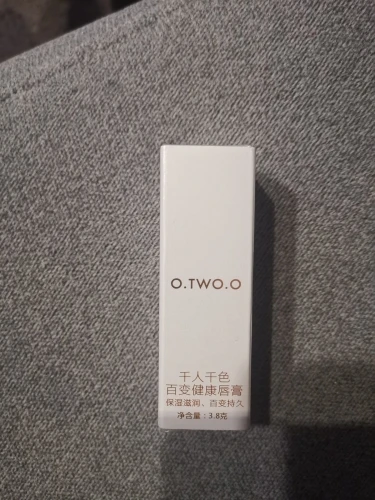 O.TWO.O
千人千色
百变健康唇膏
保湿滋润、百变持久
净含量：3.8克